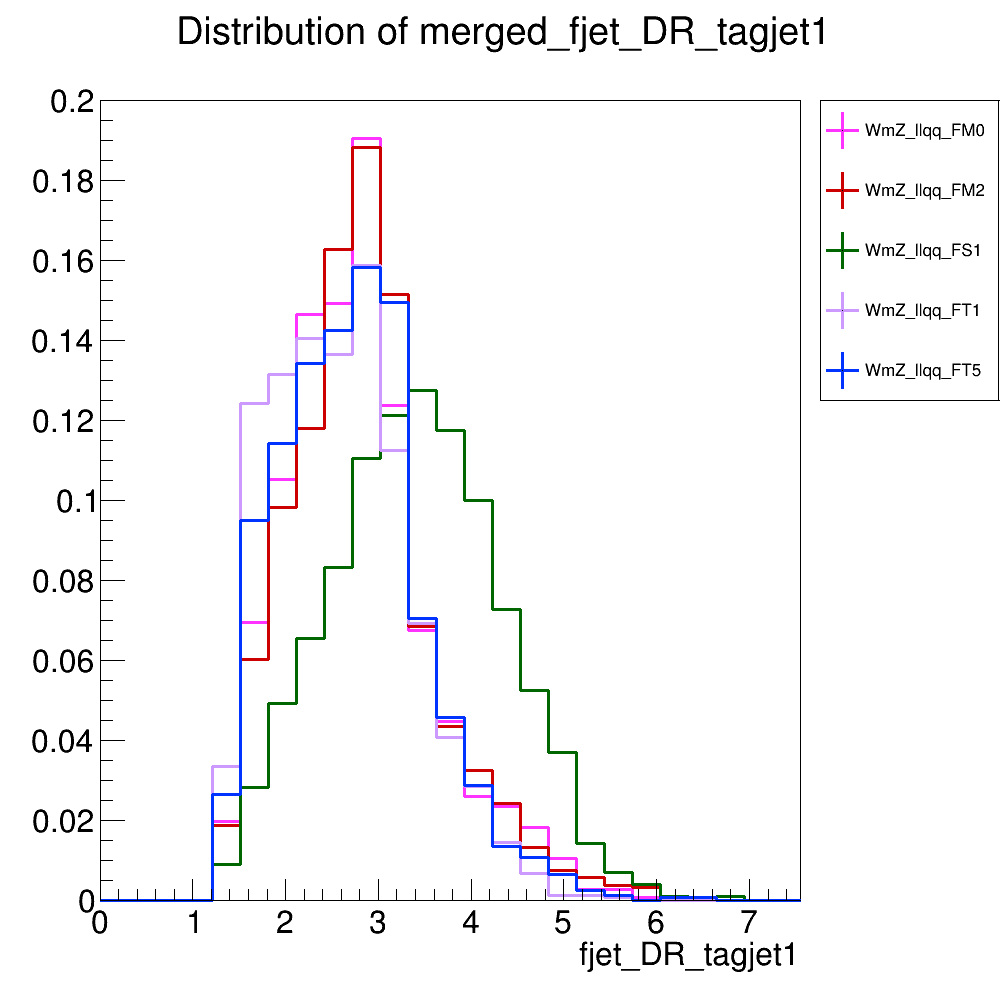 Distribution of merged_fjet_DR_tagjet1
0.2
0.18
0.16
0.14
0.12
0.1
0.08
0.06
0.04
0.02
0
0 1 2 3 4 5 6 7
fjet_DR_tagjet1
WmZ_llqq_FM0
WmZ_llqq_FM2
WmZ_llqq_FS1
WmZ_llqq_FT1
WmZ_llqq_FT5